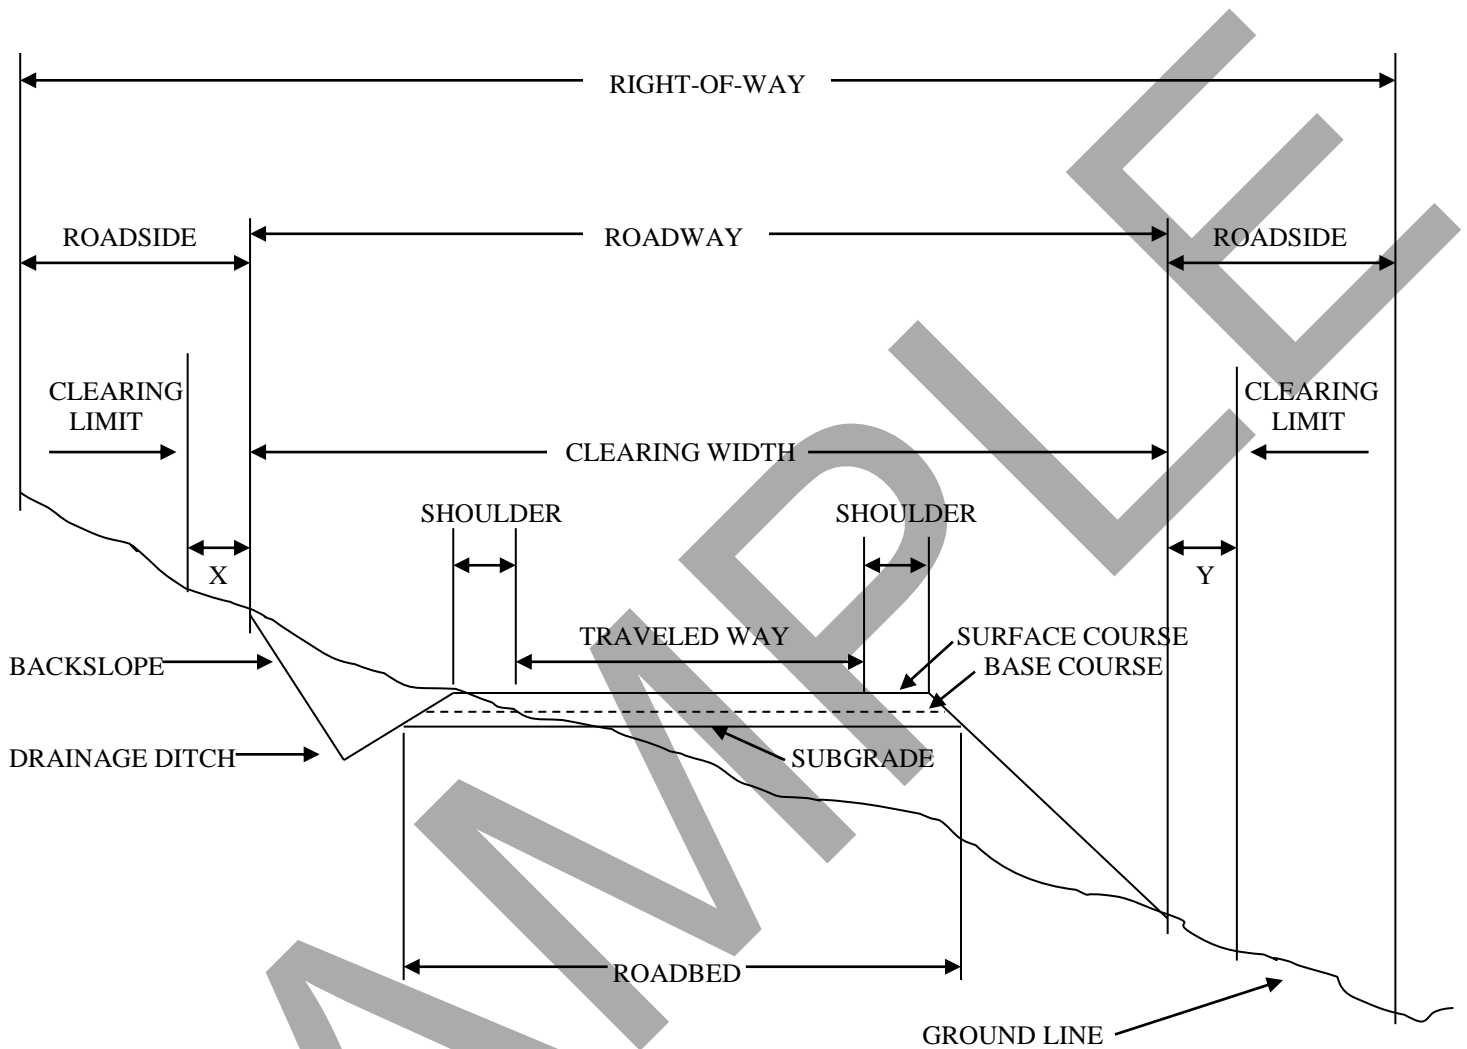 RIGHT-OF-WAY
ROADSIDE
ROADWAY
ROADSIDE
CLEARING
LIMIT
CLEARING
LIMIT
CLEARING WIDTH
SHOULDER
SHOULDER
X
Y
TRAVELED WAY
SURFACE COURSE
BASE COURSE
BACKSLOPE
DRAINAGE DITCH
SUBGRADE
ROADBED
GROUND LINE
MPLE